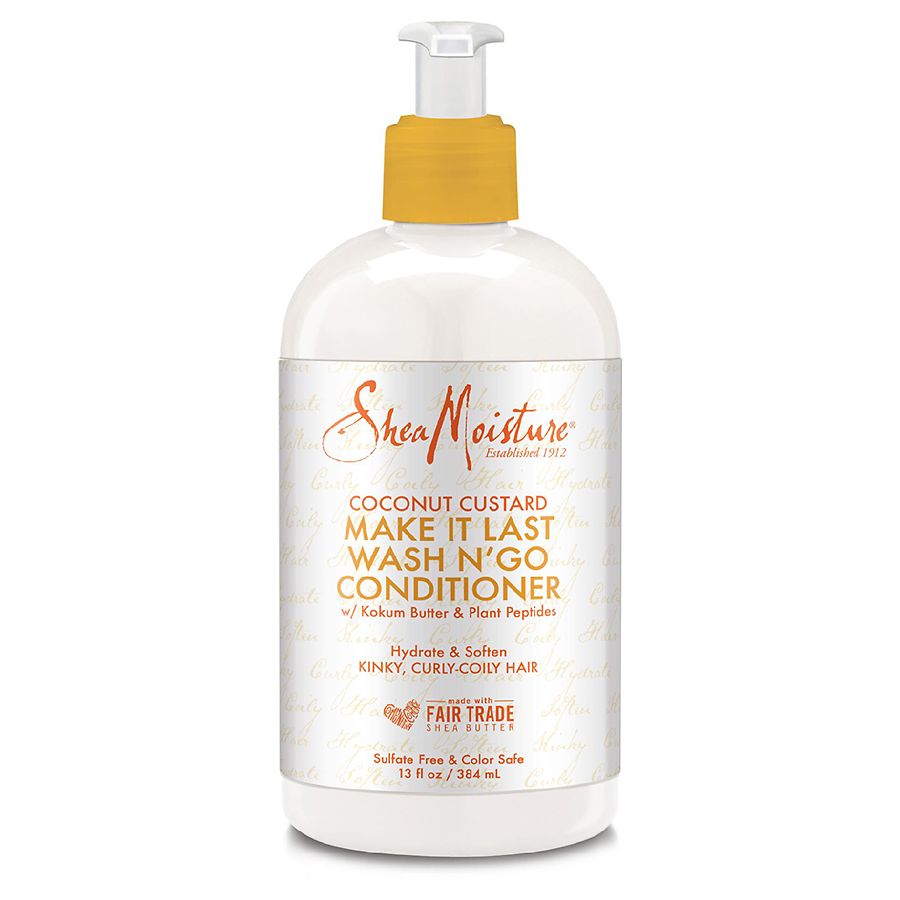 SheaMoisture®
Established 1912
COCONUT CUSTARD
MAKE IT LAST
WASH N'GO
CONDITIONER
w/ Kokum Butter & Plant Peptides
Hydrate & Soften
KINKY, CURLY-COILY HAIR
made with
FAIR TRADE
SHEA BUTTER
Sulfate Free & Color Safe
13 fl oz / 384 mL